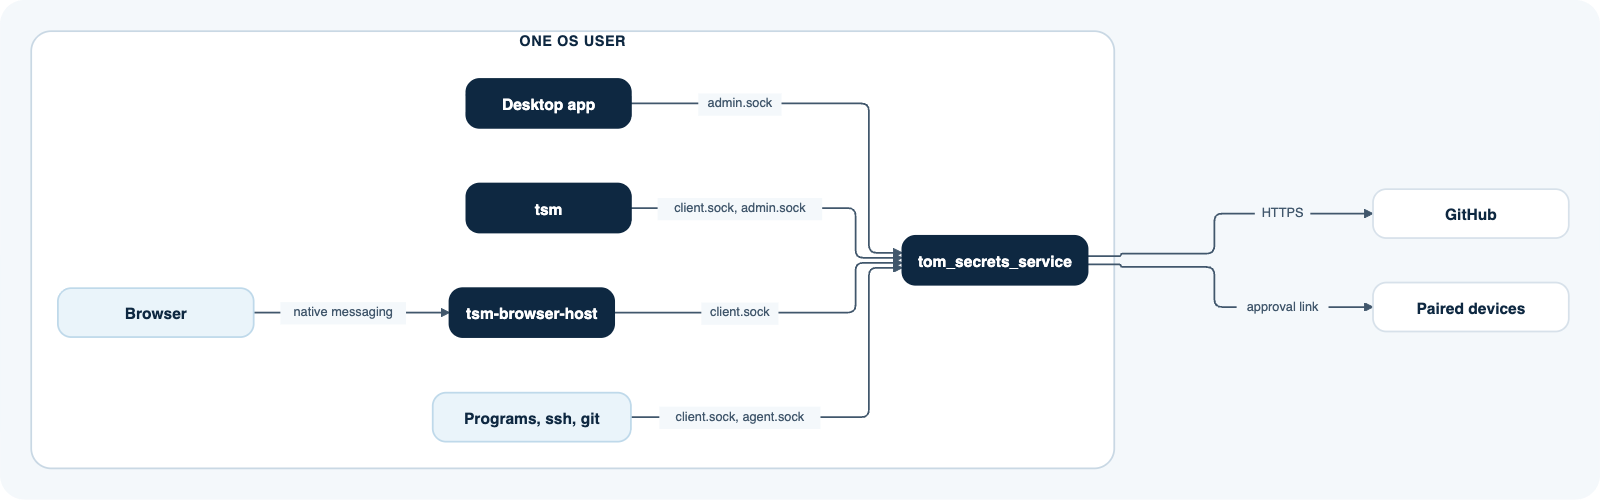 ONE OS USER
Desktop app
admin.sock
tsm
client.sock, admin.sock
tom_secrets_service
HTTPS
GitHub
Browser
native messaging
tsm-browser-host
client.sock
approval link
Paired devices
Programs, ssh, git
client.sock, agent.sock